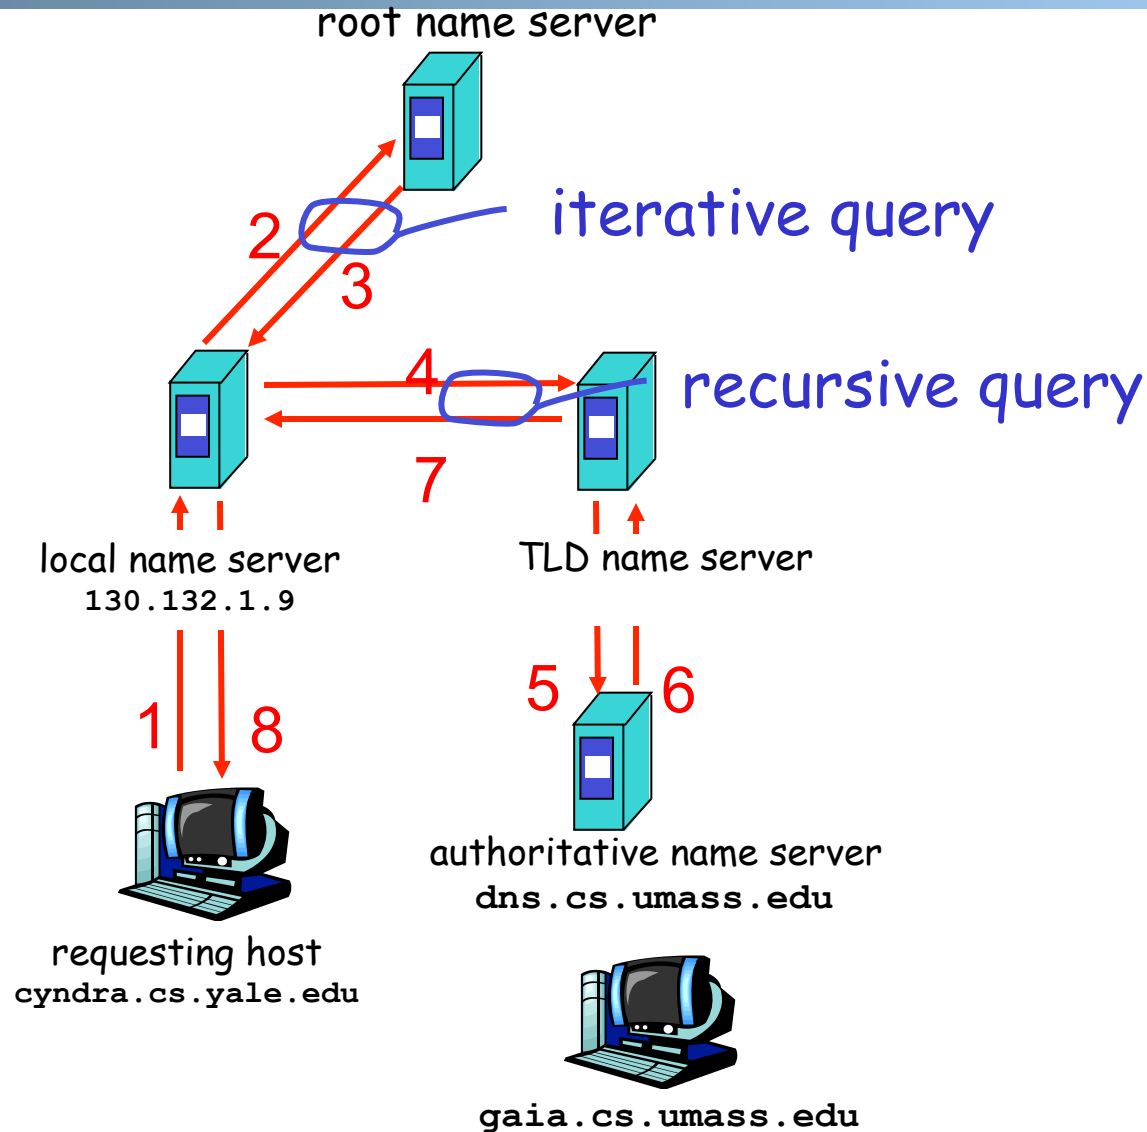 root name server
iterative query
2
3
4
recursive query
7
local name server
130.132.1.9
TLD name server
1
8
5
6
requesting host
cyndra.cs.yale.edu
authoritative name server
dns.cs.umass.edu
gaia.cs.umass.edu